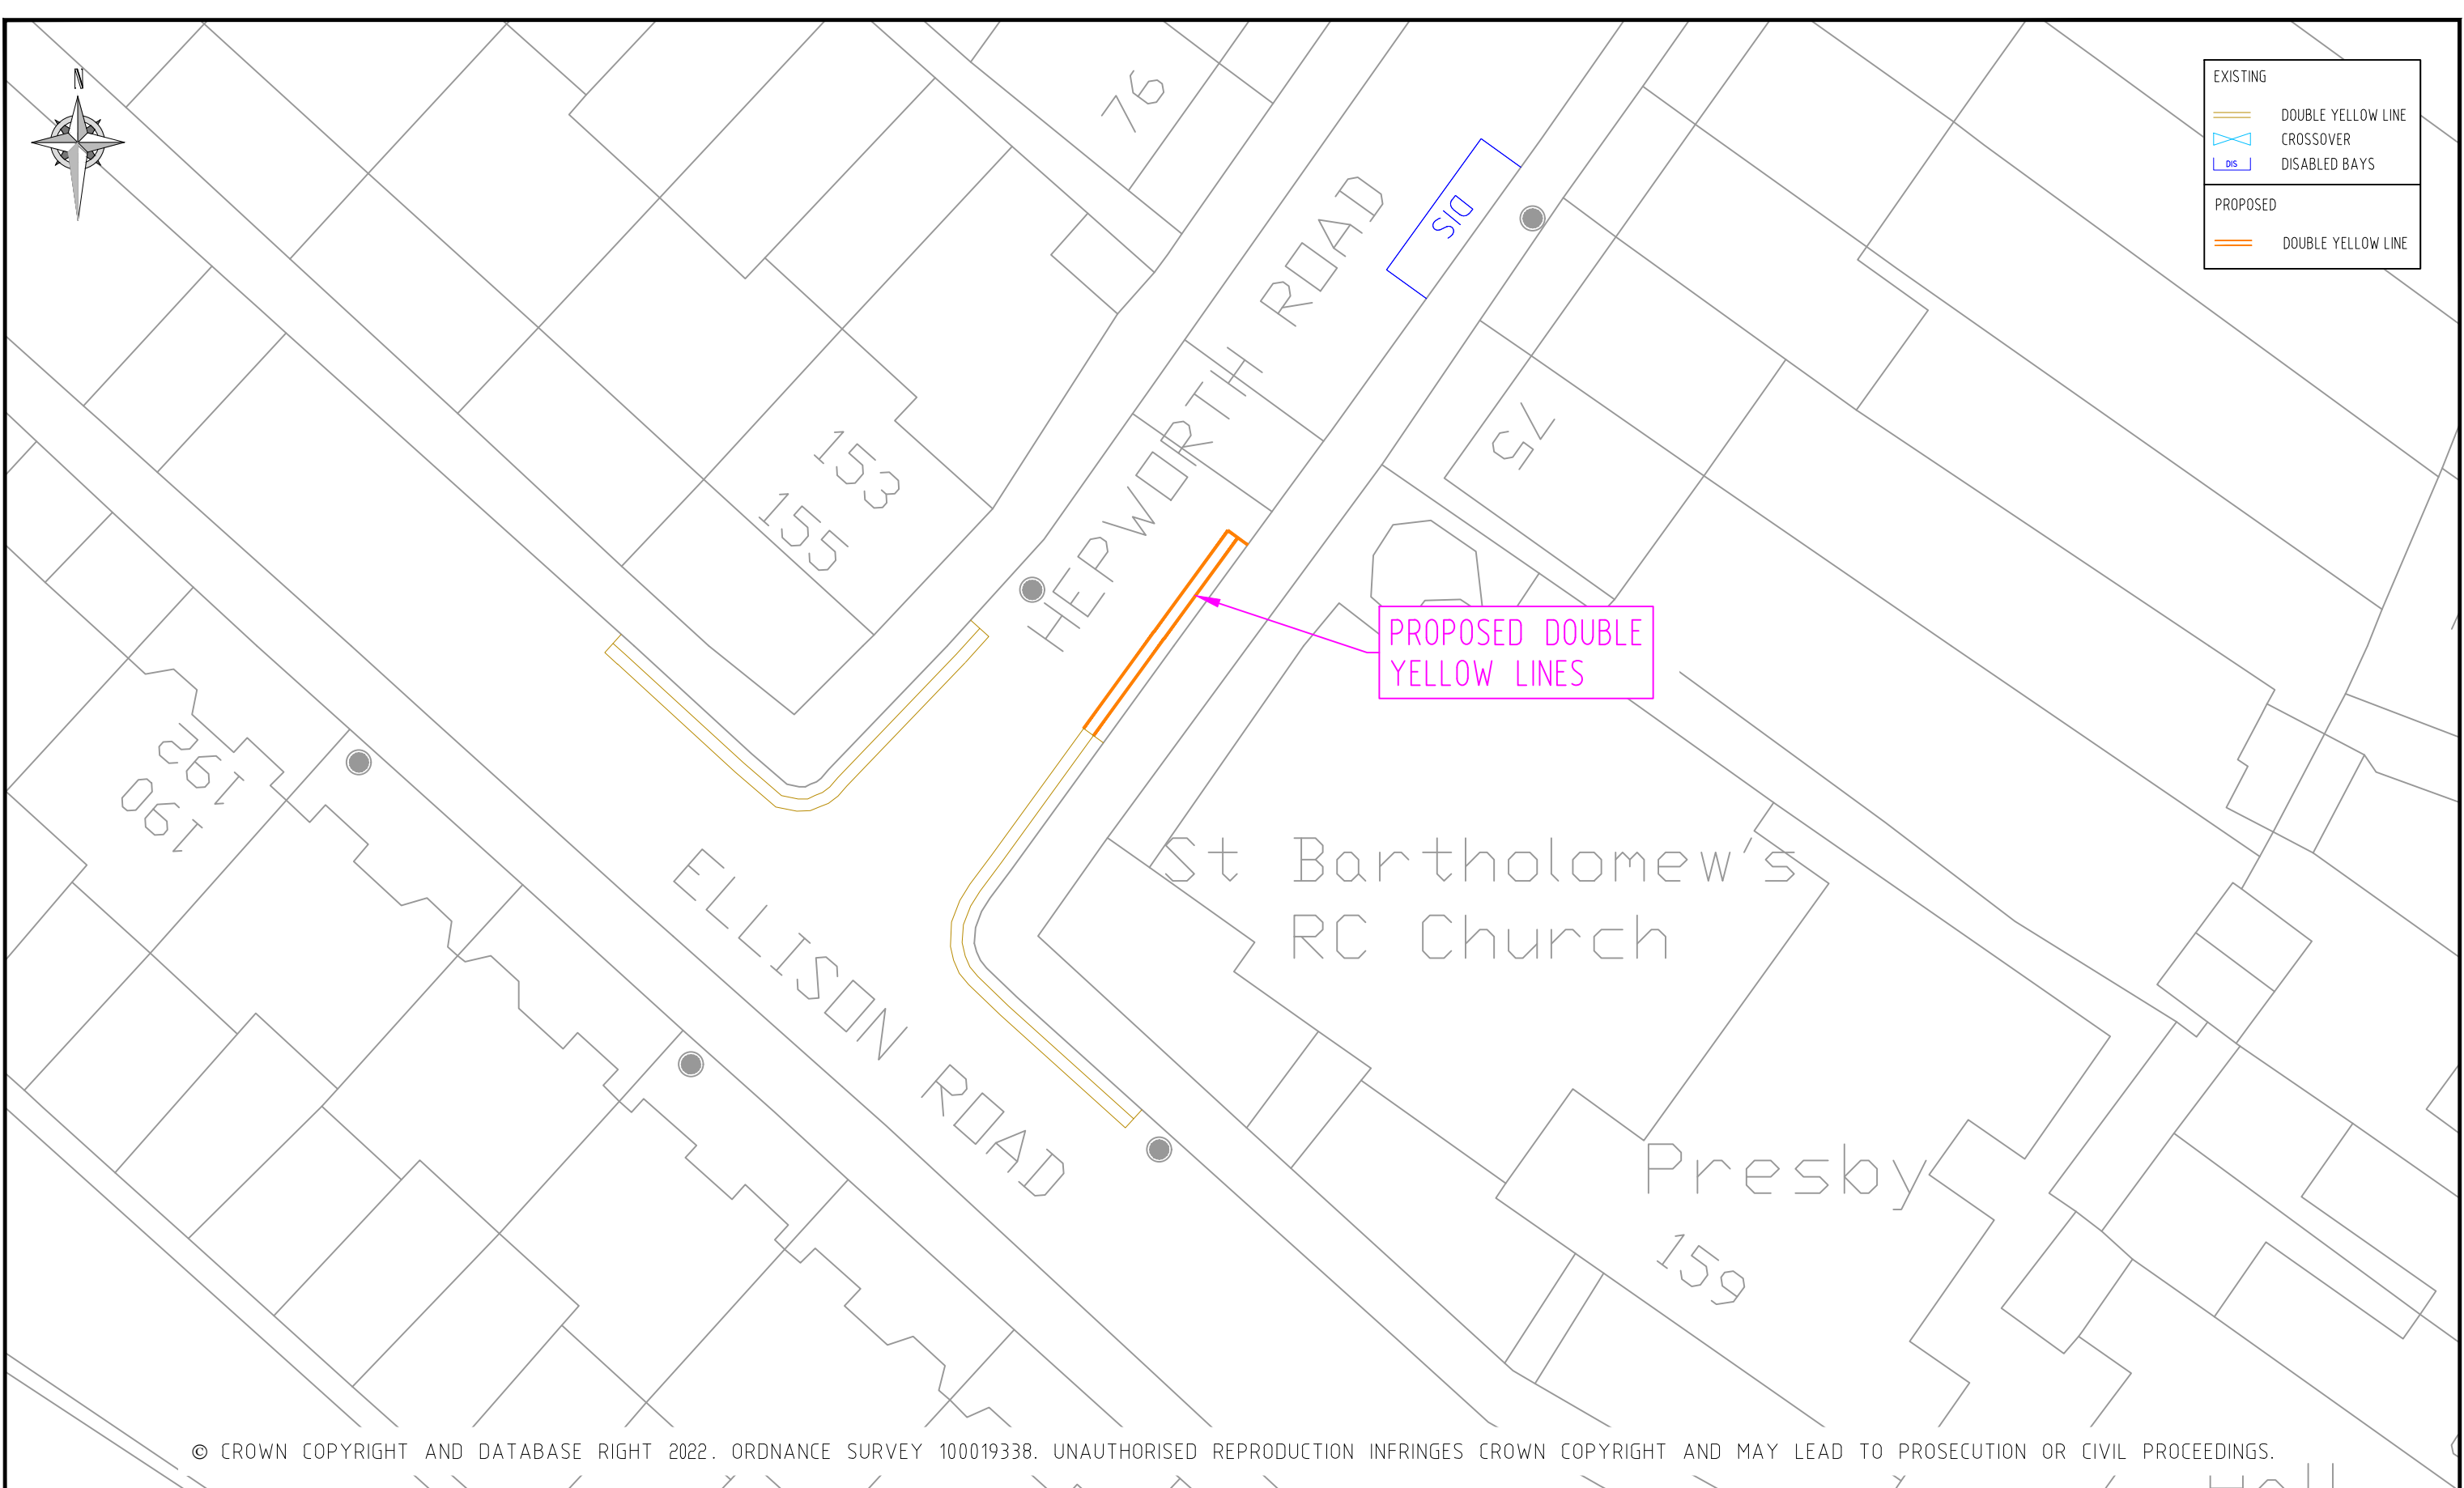 N
EXISTING
DOUBLE YELLOW LINE
CROSSOVER
DIS
DISABLED BAYS
PROPOSED
DOUBLE YELLOW LINE
76
DIS
HEPWORTH ROAD
75
153
155
PROPOSED DOUBLE
YELLOW LINES
192
190
ELLISON ROAD
St Bartholomew's
RC Church
Presby
159
© CROWN COPYRIGHT AND DATABASE RIGHT 2022. ORDNANCE SURVEY 100019338. UNAUTHORISED REPRODUCTION INFRINGES CROWN COPYRIGHT AND MAY LEAD TO PROSECUTION OR CIVIL PROCEEDINGS.